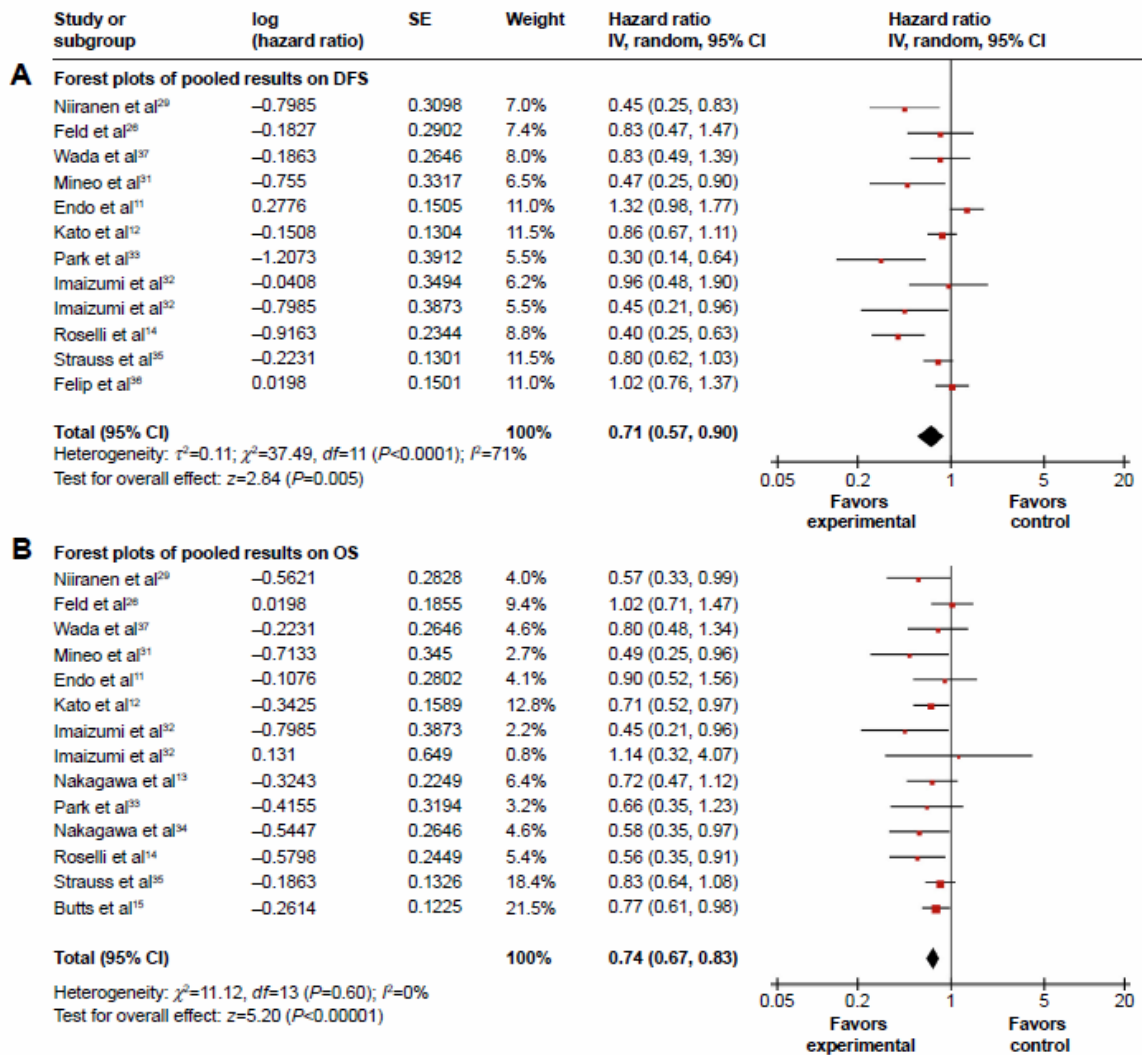 Study or subgroup log (hazard ratio) SE Weight Hazard ratio IV, random, 95% CI Hazard ratio IV, random, 95% CI
A Forest plots of pooled results on DFS
Niiranen et al²⁹ –0.7985 0.3098 7.0% 0.45 (0.25, 0.83)
Feld et al²⁶ –0.1827 0.2902 7.4% 0.83 (0.47, 1.47)
Wada et al³⁷ –0.1863 0.2646 8.0% 0.83 (0.49, 1.39)
Mineo et al³¹ –0.755 0.3317 6.5% 0.47 (0.25, 0.90)
Endo et al¹¹ 0.2776 0.1505 11.0% 1.32 (0.98, 1.77)
Kato et al¹² –0.1508 0.1304 11.5% 0.86 (0.67, 1.11)
Park et al³³ –1.2073 0.3912 5.5% 0.30 (0.14, 0.64)
Imaizumi et al³² –0.0408 0.3494 6.2% 0.96 (0.48, 1.90)
Imaizumi et al³² –0.7985 0.3873 5.5% 0.45 (0.21, 0.96)
Roselli et al¹⁴ –0.9163 0.2344 8.8% 0.40 (0.25, 0.63)
Strauss et al³⁵ –0.2231 0.1301 11.5% 0.80 (0.62, 1.03)
Felip et al³⁶ 0.0198 0.1501 11.0% 1.02 (0.76, 1.37)
Total (95% CI) 100% 0.71 (0.57, 0.90)
Heterogeneity: τ²=0.11; χ²=37.49, df=11 (P<0.0001); I²=71%
Test for overall effect: z=2.84 (P=0.005)
0.05 0.2 1 5 20
Favors experimental Favors control
B Forest plots of pooled results on OS
Niiranen et al²⁹ –0.5621 0.2828 4.0% 0.57 (0.33, 0.99)
Feld et al²⁶ 0.0198 0.1855 9.4% 1.02 (0.71, 1.47)
Wada et al³⁷ –0.2231 0.2646 4.6% 0.80 (0.48, 1.34)
Mineo et al³¹ –0.7133 0.345 2.7% 0.49 (0.25, 0.96)
Endo et al¹¹ –0.1076 0.2802 4.1% 0.90 (0.52, 1.56)
Kato et al¹² –0.3425 0.1589 12.8% 0.71 (0.52, 0.97)
Imaizumi et al³² –0.7985 0.3873 2.2% 0.45 (0.21, 0.96)
Imaizumi et al³² 0.131 0.649 0.8% 1.14 (0.32, 4.07)
Nakagawa et al¹³ –0.3243 0.2249 6.4% 0.72 (0.47, 1.12)
Park et al³³ –0.4155 0.3194 3.2% 0.66 (0.35, 1.23)
Nakagawa et al³⁴ –0.5447 0.2646 4.6% 0.58 (0.35, 0.97)
Roselli et al¹⁴ –0.5798 0.2449 5.4% 0.56 (0.35, 0.91)
Strauss et al³⁵ –0.1863 0.1326 18.4% 0.83 (0.64, 1.08)
Butts et al¹⁵ –0.2614 0.1225 21.5% 0.77 (0.61, 0.98)
Total (95% CI) 100% 0.74 (0.67, 0.83)
Heterogeneity: χ²=11.12, df=13 (P=0.60); I²=0%
Test for overall effect: z=5.20 (P<0.00001)
0.05 0.2 1 5 20
Favors experimental Favors control